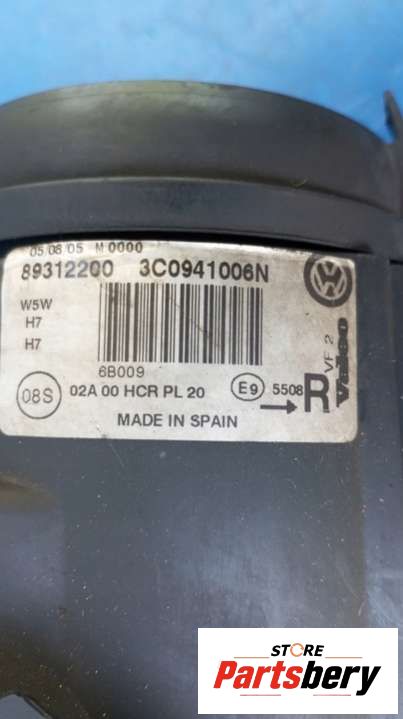 05/08/05 M 0000
89312200 3C0941006N
W5W
H7
H7
6B009
08S 02A 00 HCR PL 20 E9 5508 R
MADE IN SPAIN
VF 2
Valeo
STORE
Partsbery